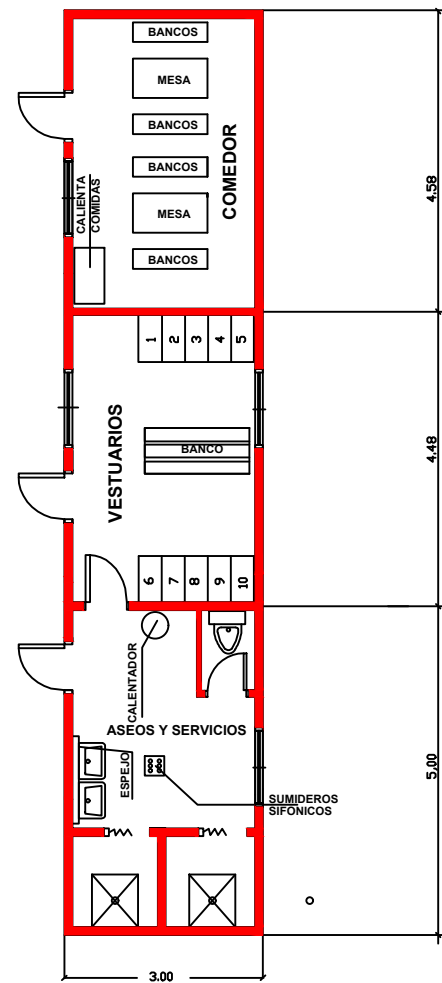 BANCOS
MESA
BANCOS
COMEDOR
BANCOS
CALIENTA
COMIDAS
MESA
BANCOS
4.58
1 2 3 4 5
VESTUARIOS
BANCO
4.48
6 7 8 9 10
CALENTADOR
ASEOS Y SERVICIOS
ESPEJO
SUMIDEROS
SIFONICOS
5,00
3.00